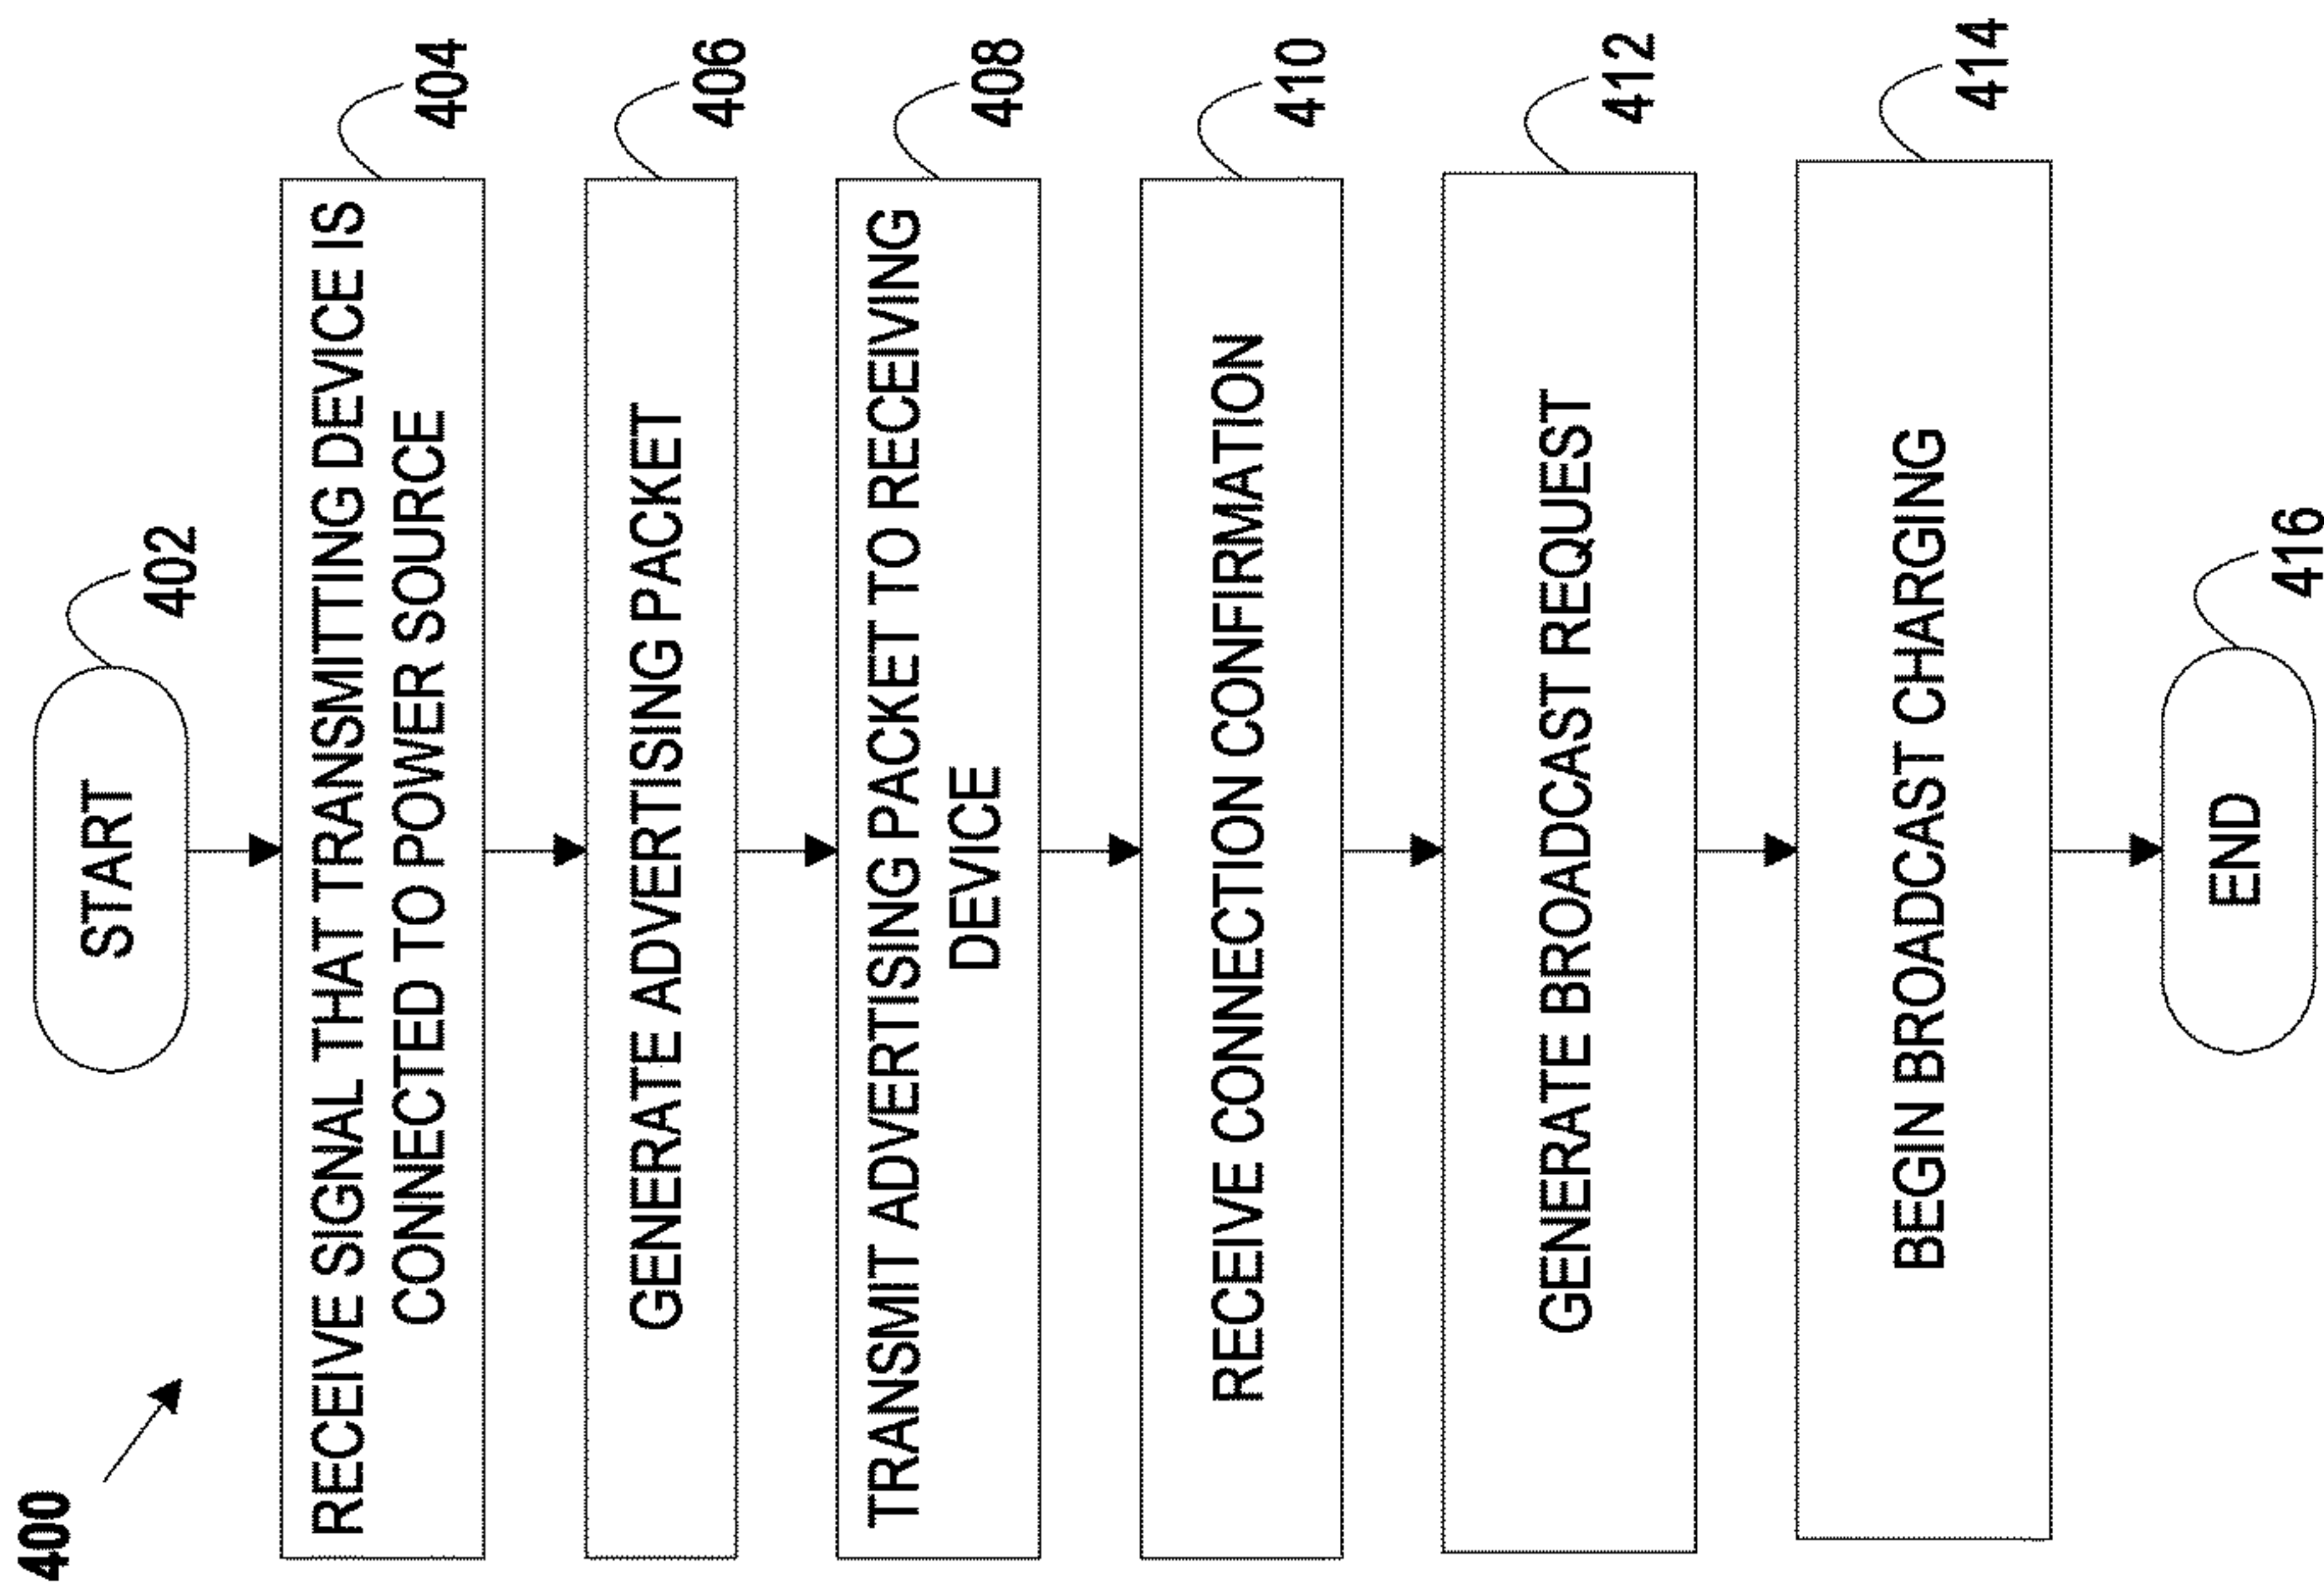 400
START
402
RECEIVE SIGNAL THAT TRANSMITTING DEVICE IS
CONNECTED TO POWER SOURCE
404
GENERATE ADVERTISING PACKET
406
TRANSMIT ADVERTISING PACKET TO RECEIVING
DEVICE
408
RECEIVE CONNECTION CONFIRMATION
410
GENERATE BROADCAST REQUEST
412
BEGIN BROADCAST CHARGING
414
END
416